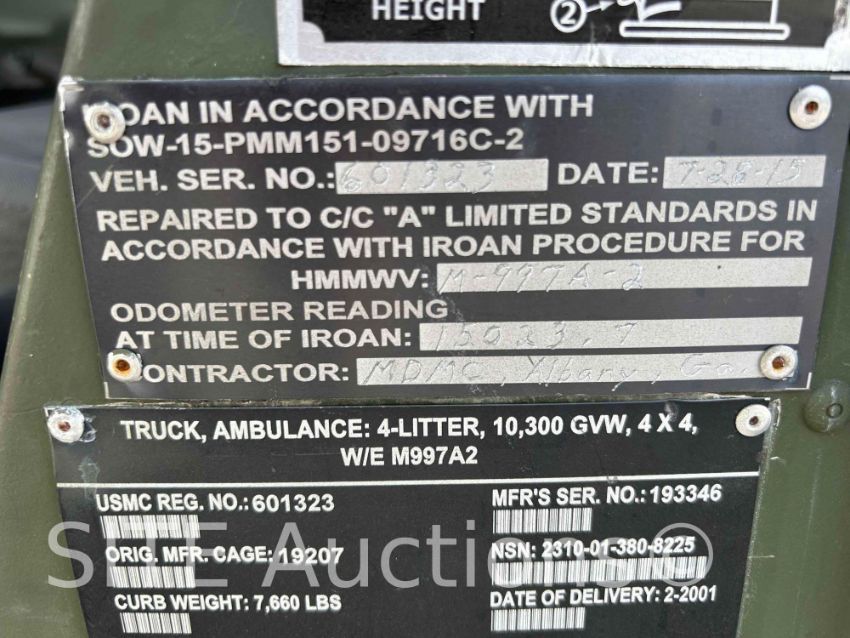 HEIGHT
2
IROAN IN ACCORDANCE WITH
SOW-15-PMM151-09716C-2
VEH. SER. NO.: 601323 DATE: 7-28-15
REPAIRED TO C/C "A" LIMITED STANDARDS IN
ACCORDANCE WITH IROAN PROCEDURE FOR
HMMWV: M-997A-2
ODOMETER READING
AT TIME OF IROAN: 15023.7
CONTRACTOR: MDMC, Albany, Ga.
TRUCK, AMBULANCE: 4-LITTER, 10,300 GVW, 4 X 4,
W/E M997A2
USMC REG. NO.: 601323 MFR'S SER. NO.: 193346
ORIG. MFR. CAGE: 19207 NSN: 2310-01-380-8225
SITE Auctions©
CURB WEIGHT: 7,660 LBS DATE OF DELIVERY: 2-2001